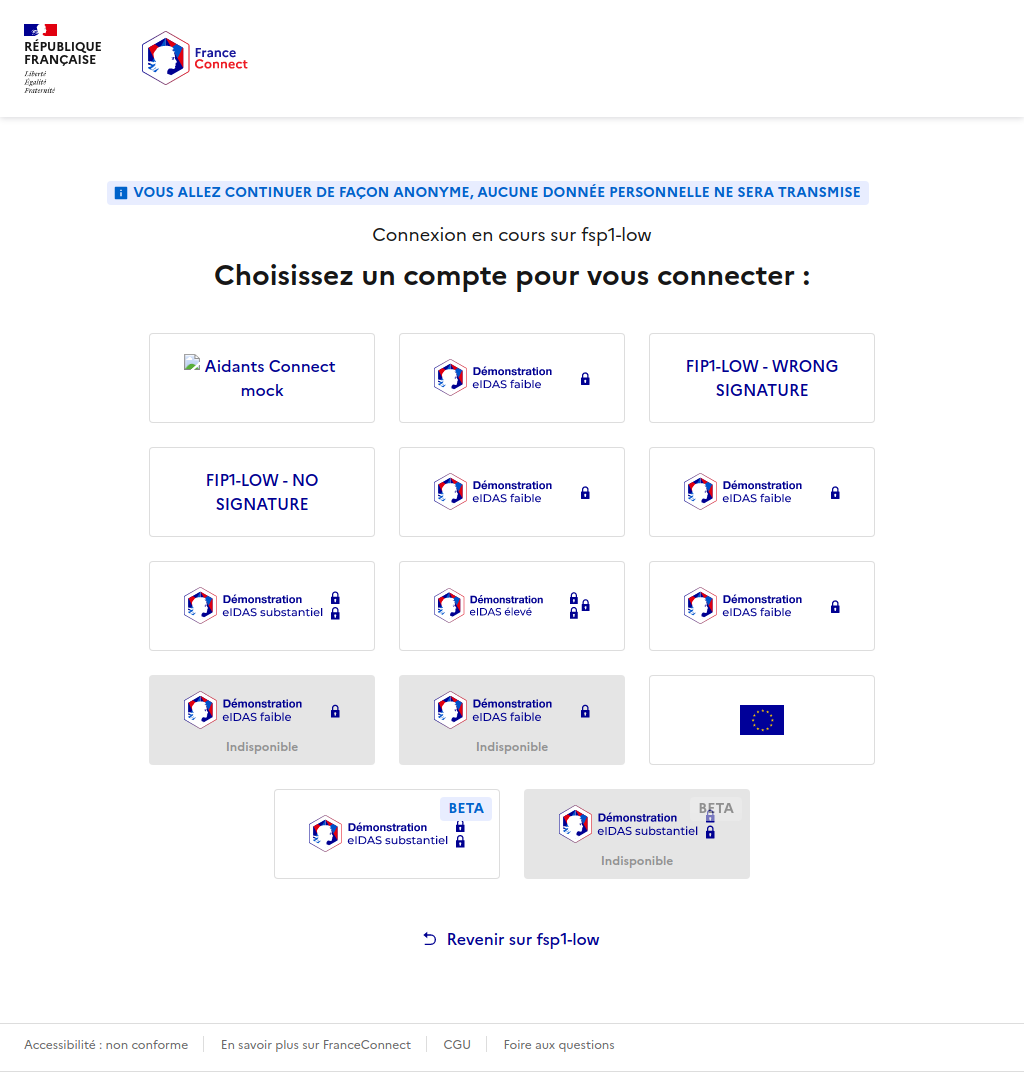 RÉPUBLIQUE
FRANÇAISE
Liberté
Égalité
Fraternité
France
Connect
VOUS ALLEZ CONTINUER DE FAÇON ANONYME, AUCUNE DONNÉE PERSONNELLE NE SERA TRANSMISE
Connexion en cours sur fsp1-low
Choisissez un compte pour vous connecter :
Aidants Connect
mock
Démonstration
eIDAS faible
FIP1-LOW - WRONG
SIGNATURE
FIP1-LOW - NO
SIGNATURE
Démonstration
eIDAS faible
Démonstration
eIDAS faible
Démonstration
eIDAS substantiel
Démonstration
eIDAS élevé
Démonstration
eIDAS faible
Démonstration
eIDAS faible
Indisponible
Démonstration
eIDAS faible
Indisponible
BETA
Démonstration
eIDAS substantiel
BETA
Démonstration
eIDAS substantiel
Indisponible
Revenir sur fsp1-low
Accessibilité : non conforme
En savoir plus sur FranceConnect
CGU
Foire aux questions